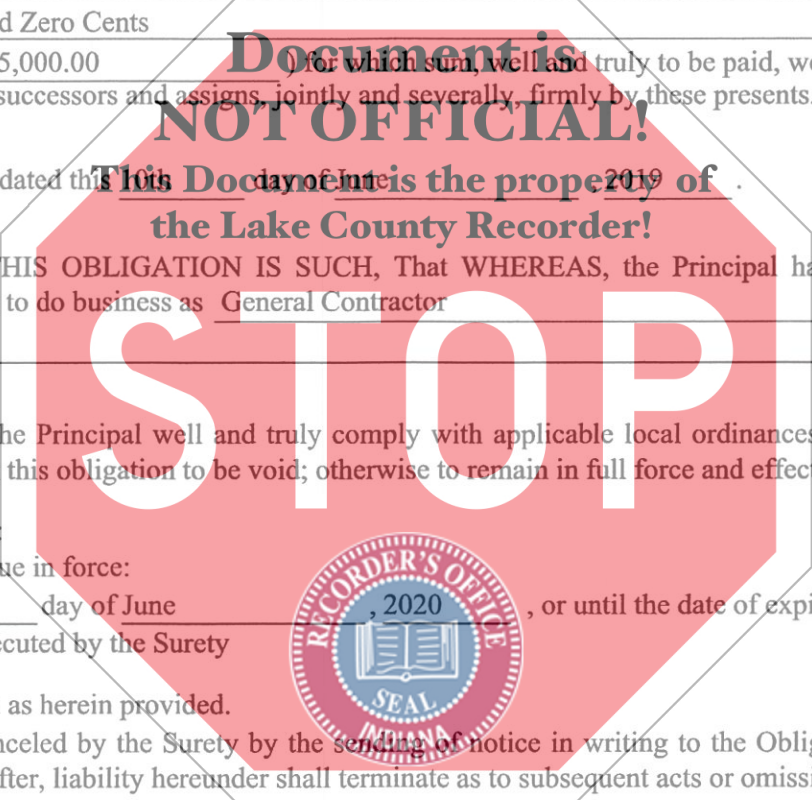 d Zero Cents
Document is
5,000.00 ) for which sum, well and truly to be paid, we
successors and assigns, jointly and severally, firmly by these presents.
NOT OFFICIAL!
dated this 10th day of June , 2019 .
This Document is the property of
the Lake County Recorder!
HIS OBLIGATION IS SUCH, That WHEREAS, the Principal ha
to do business as General Contractor
STOP
he Principal well and truly comply with applicable local ordinances
this obligation to be void; otherwise to remain in full force and effect
:
ue in force:
RECORDER'S OFFICE
day of June , 2020 , or until the date of expi
ecuted by the Surety
SEAL
as herein provided.
INDIANA
nceled by the Surety by the sending of notice in writing to the Oblig
fter, liability hereunder shall terminate as to subsequent acts or omissi